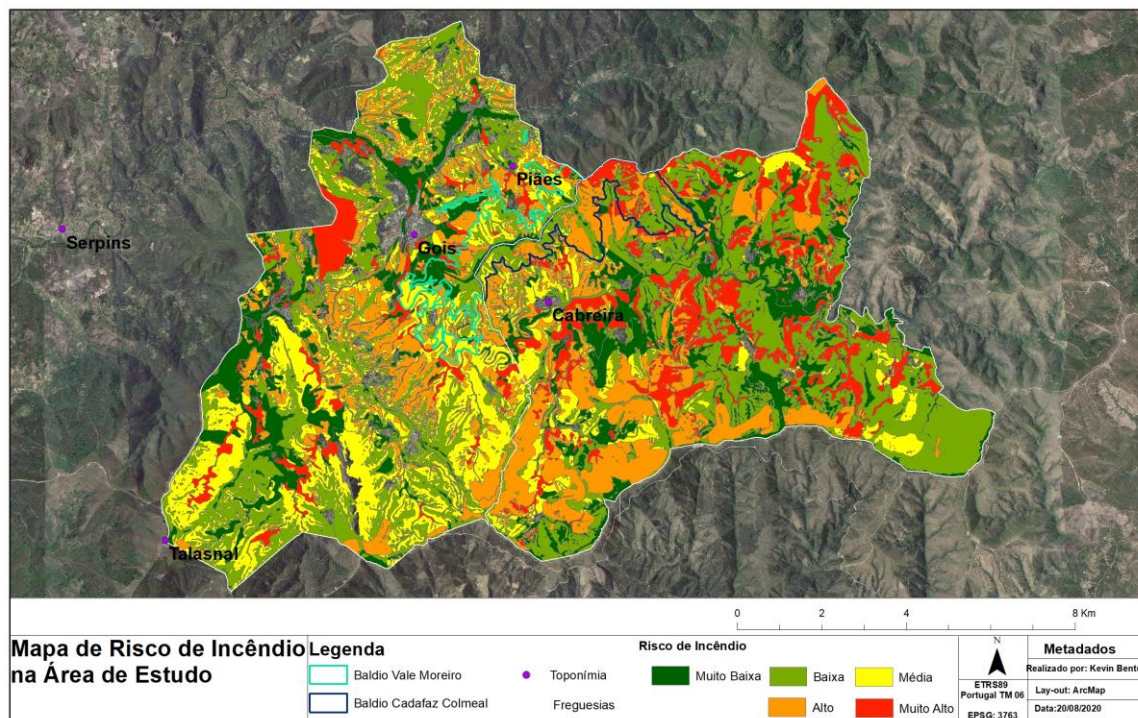 Piães
Serpins
Gois
Cabreira
Talasnal
0 2 4 8 Km
Mapa de Risco de Incêndio
na Área de Estudo
Legenda
Baldio Vale Moreiro
Baldio Cadafaz Colmeal
Toponímia
Freguesias
Risco de Incêndio
Muito Baixa
Baixa
Média
Alto
Muito Alto
N
ETRS89
Portugal TM 06
EPSG: 3763
Metadados
Realizado por: Kevin Bento
Lay-out: ArcMap
Data:20/08/2020